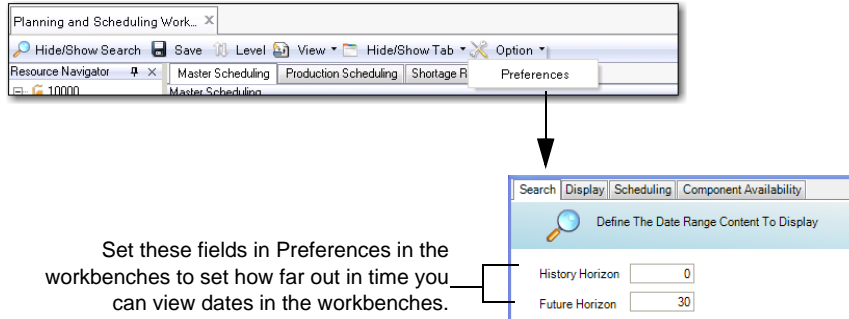 Planning and Scheduling Work... X
Hide/Show Search Save Level View Hide/Show Tab Option
Resource Navigator Master Scheduling Production Scheduling Shortage R Preferences
10000 Master Scheduling
Search Display Scheduling Component Availability
Define The Date Range Content To Display
Set these fields in Preferences in the
workbenches to set how far out in time you
can view dates in the workbenches.
History Horizon 0
Future Horizon 30